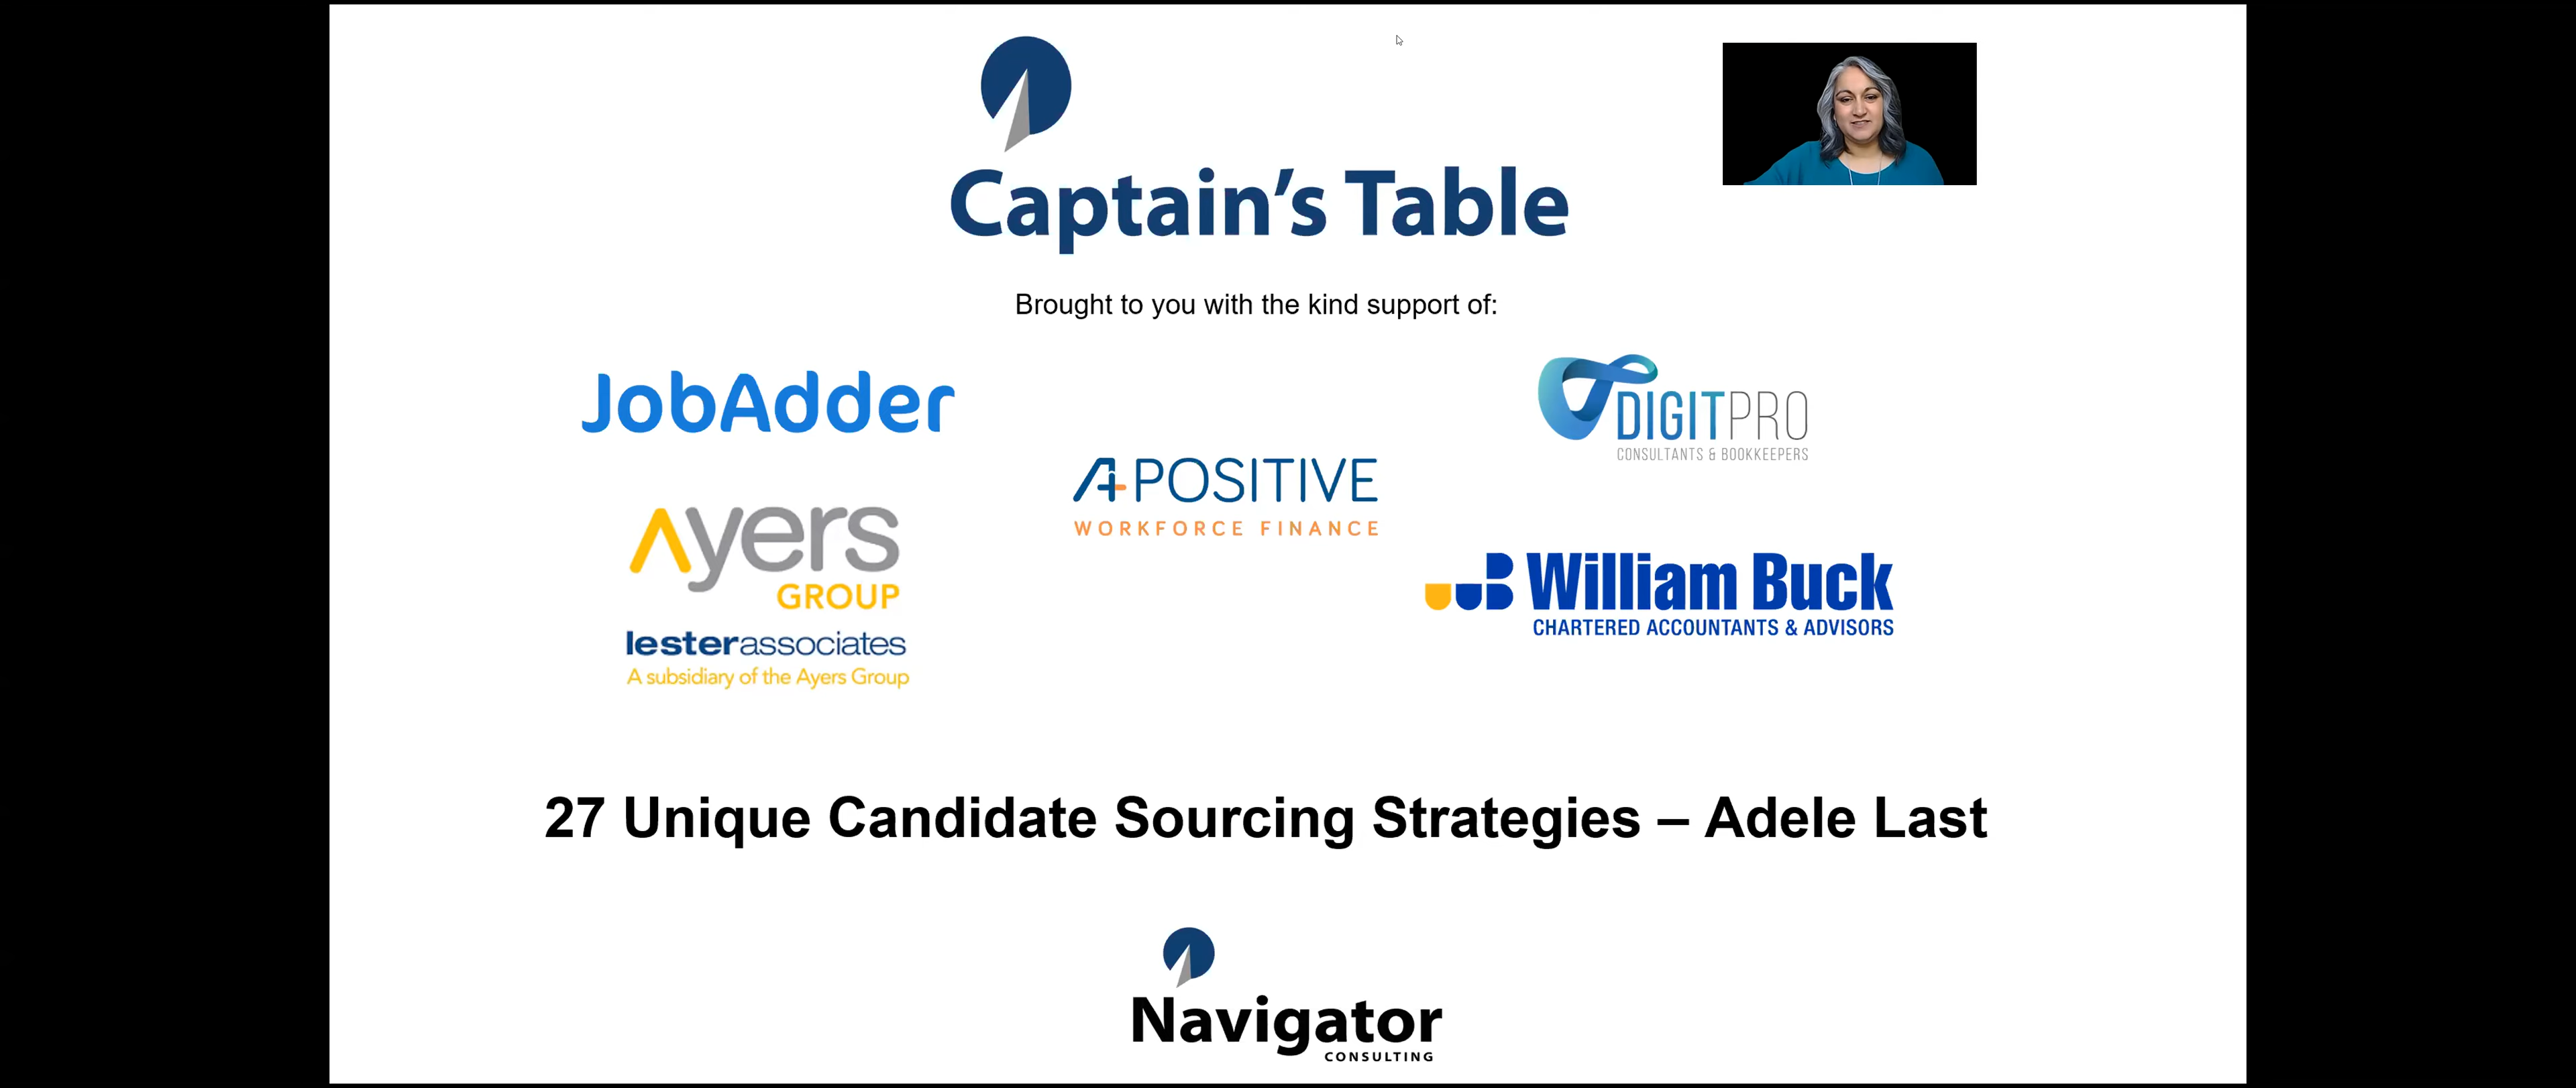 Captain's Table
Brought to you with the kind support of:
JobAdder
DIGITPRO
CONSULTANTS & BOOKKEEPERS
A+ POSITIVE
WORKFORCE FINANCE
Ayers
GROUP
lesterassociates
A subsidiary of the Ayers Group
William Buck
CHARTERED ACCOUNTANTS & ADVISORS
27 Unique Candidate Sourcing Strategies – Adele Last
Navigator
CONSULTING